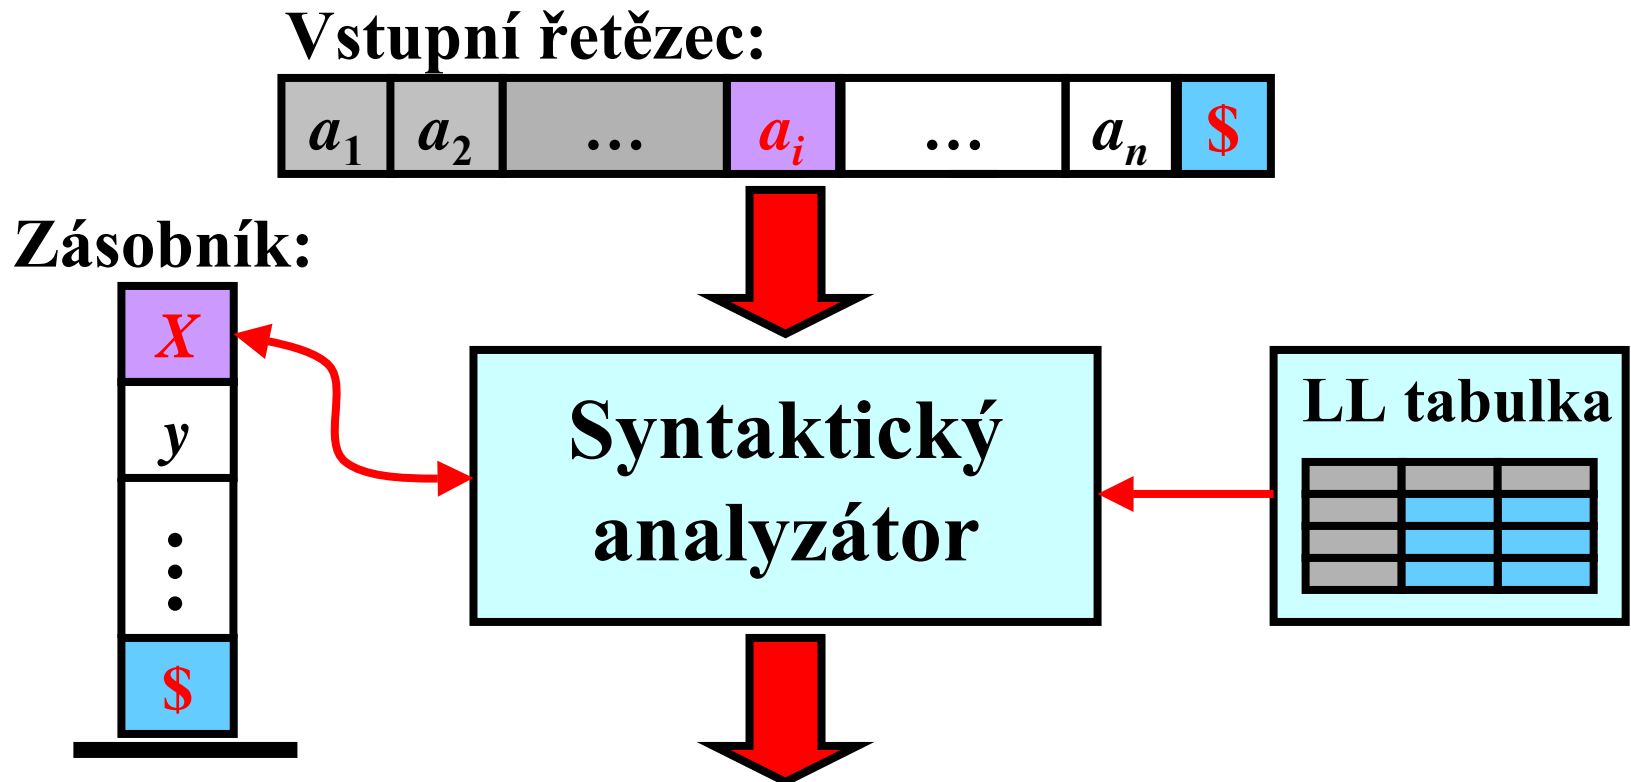 Vstupní řetězec:
a1 a2 … ai … an $
Zásobník:
X
y
⋮
$
Syntaktický
analyzátor
LL tabulka